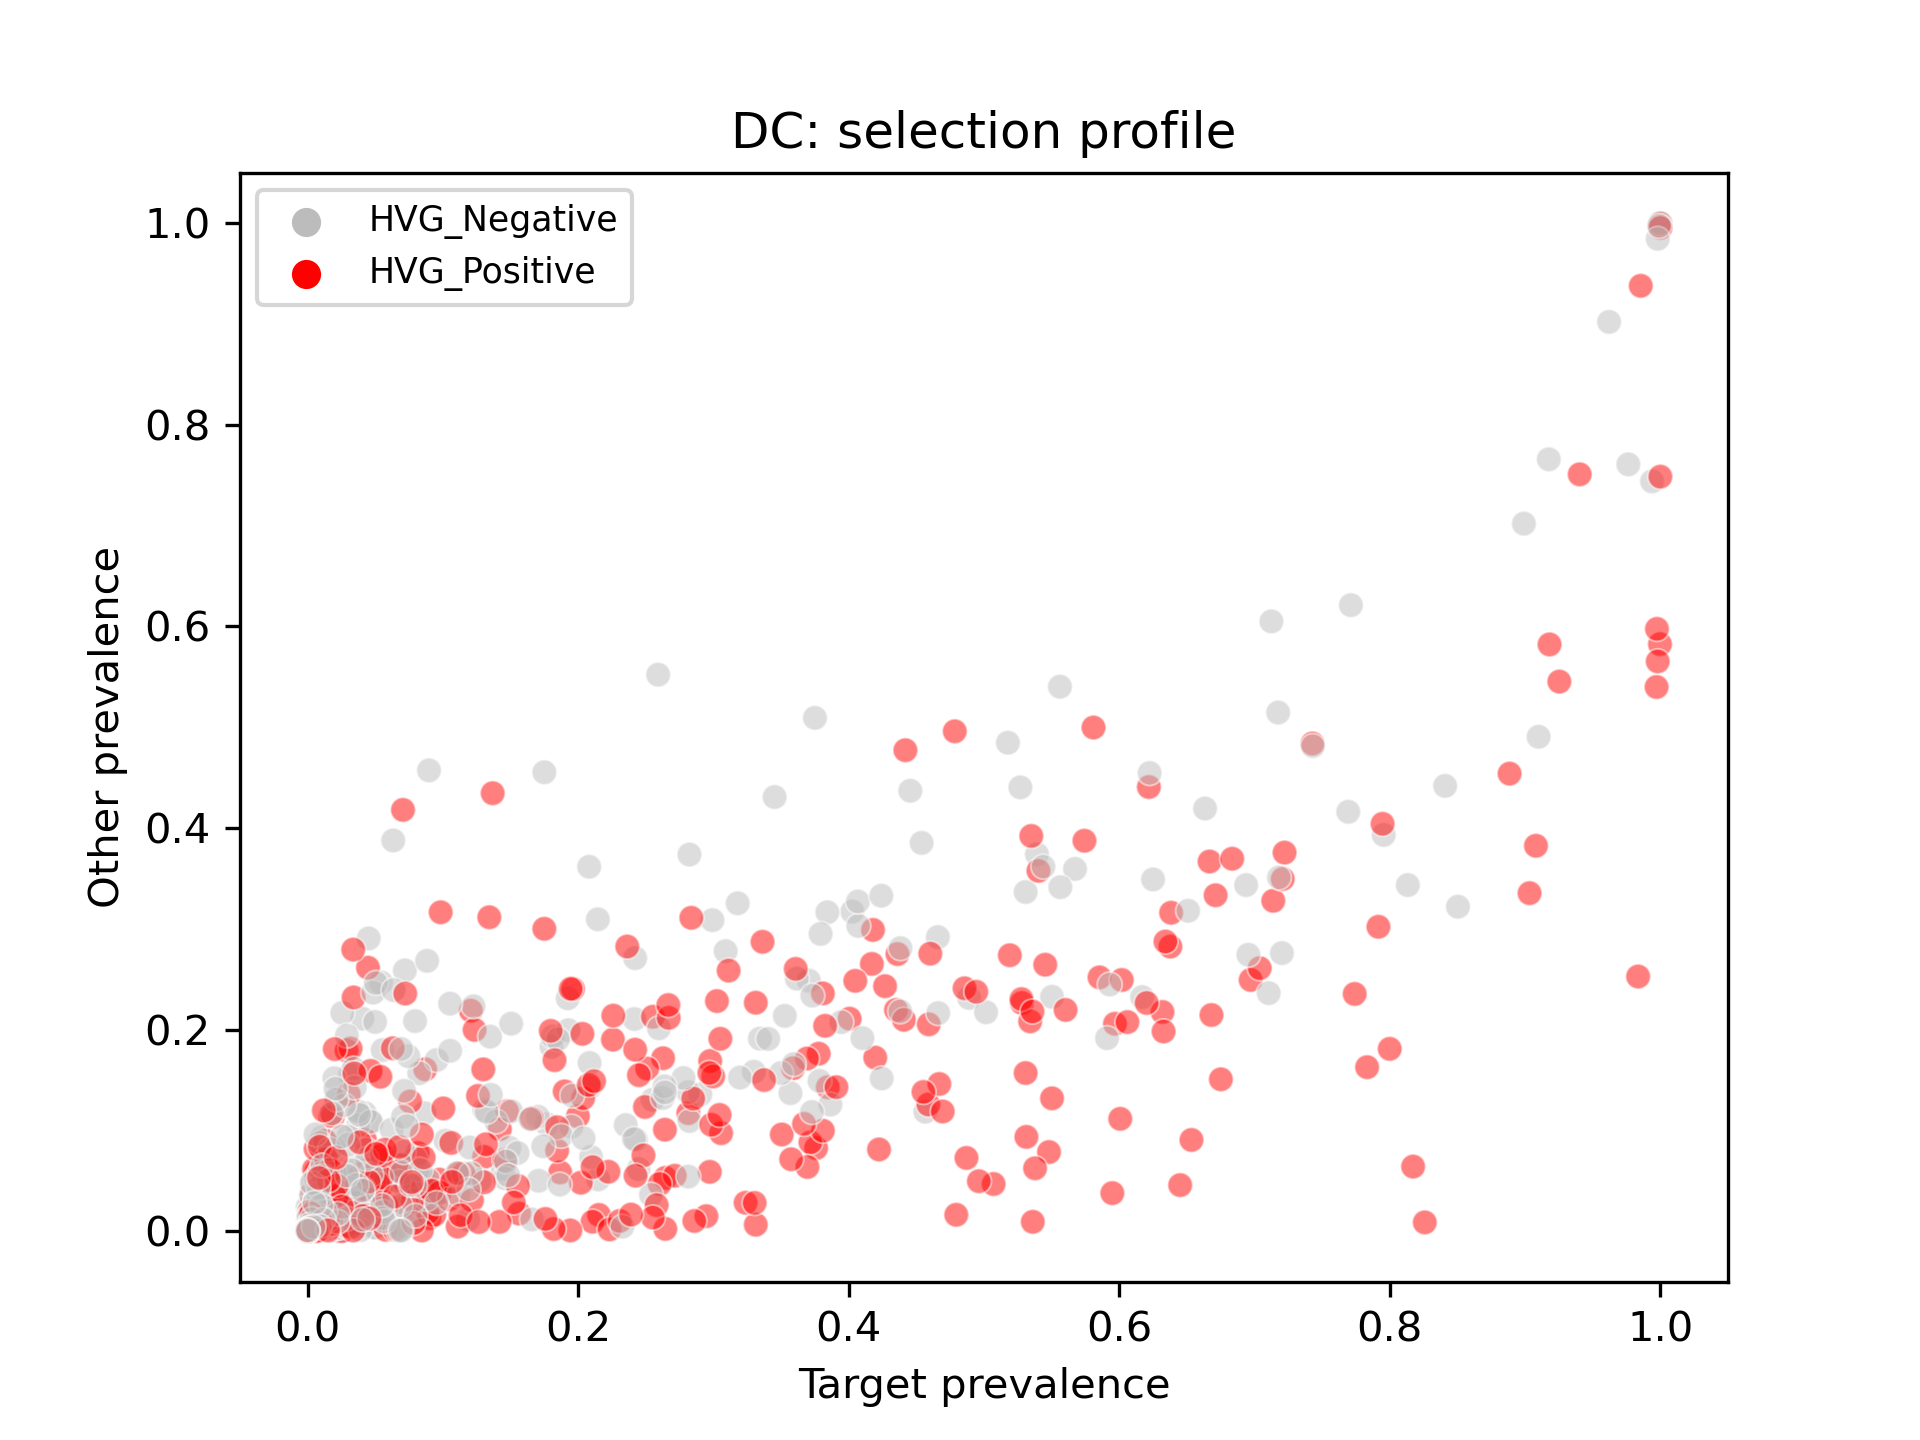 DC: selection profile
HVG_Negative
HVG_Positive
1.0
0.8
0.6
0.4
0.2
0.0
Other prevalence
0.0 0.2 0.4 0.6 0.8 1.0
Target prevalence